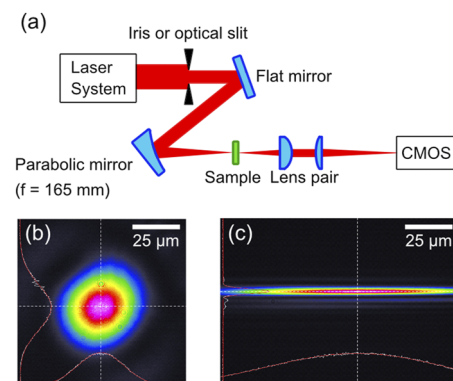 (a)
Iris or optical slit
Laser
System
Flat mirror
Parabolic mirror
(f = 165 mm)
Sample
Lens pair
CMOS
(b)
25 µm
(c)
25 µm